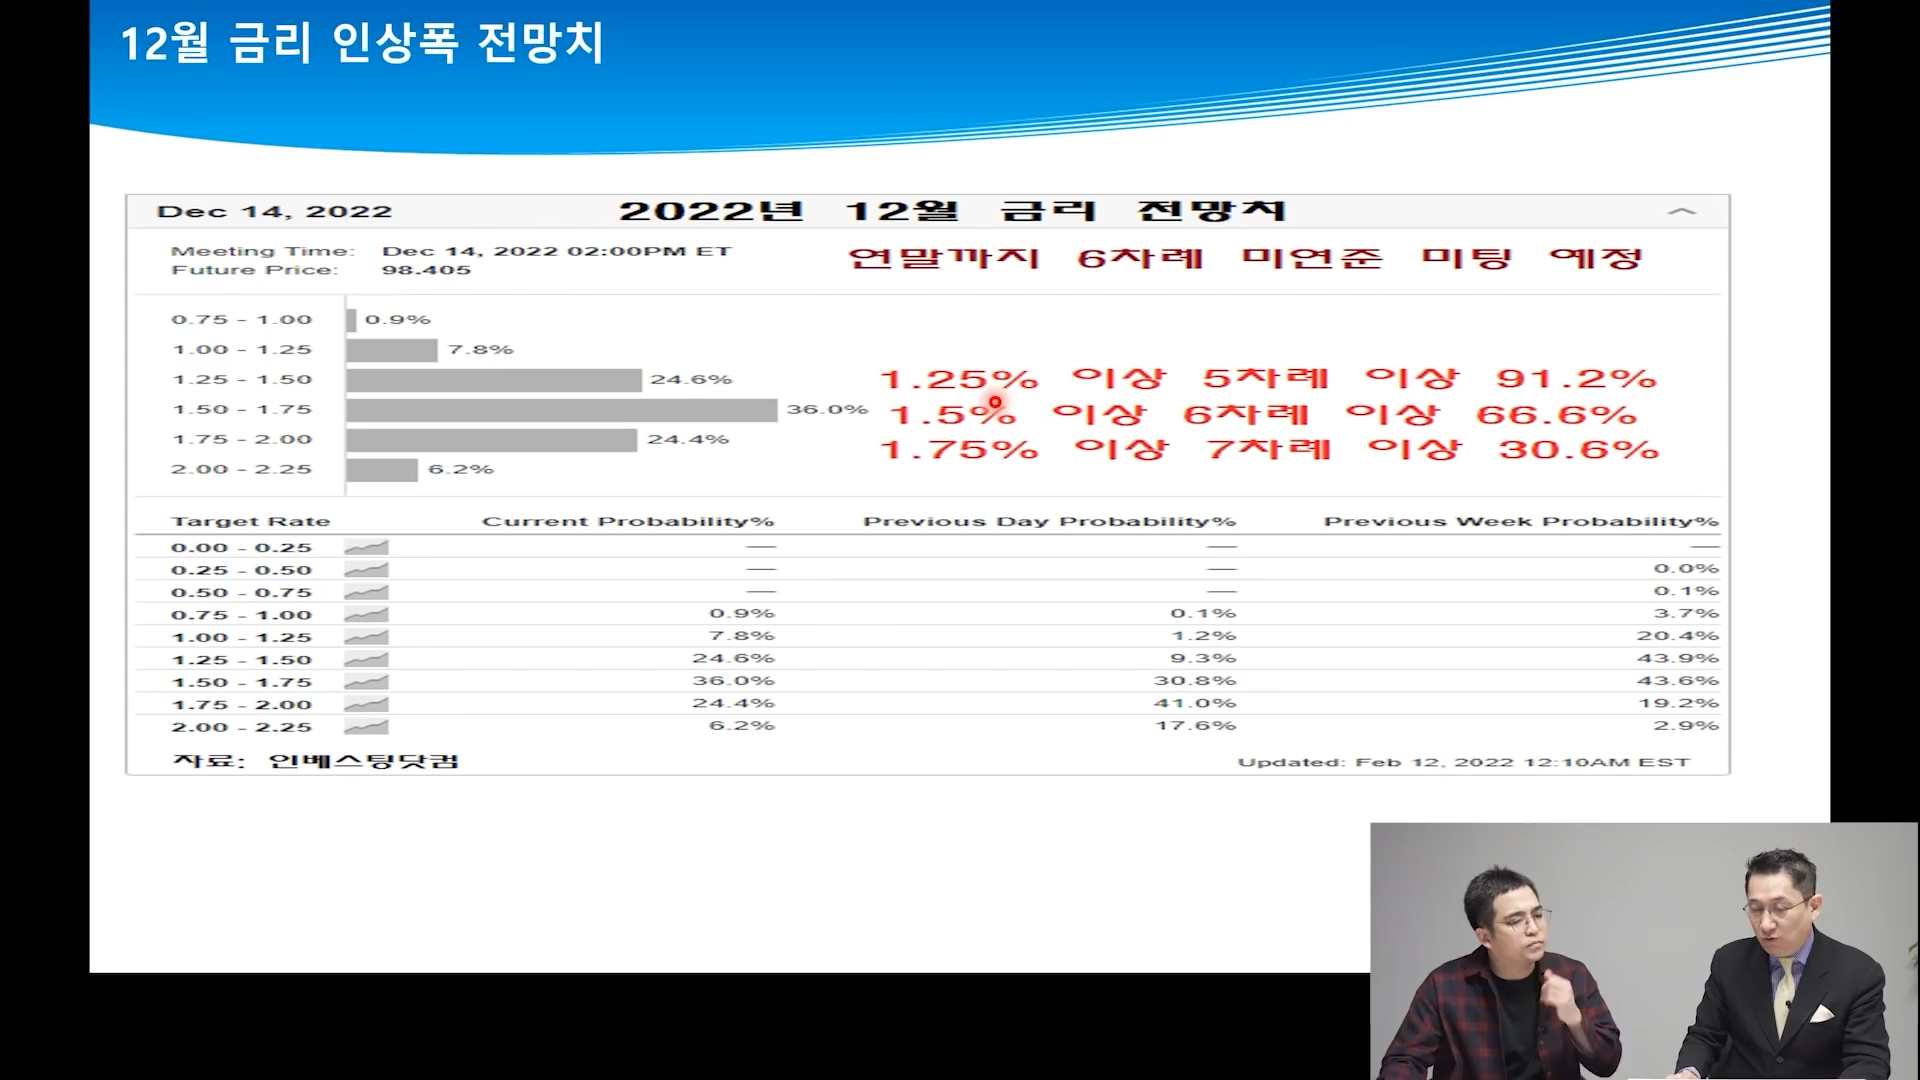 12월 금리 인상폭 전망치
Dec 14, 2022
2022년 12월 금리 전망치
Meeting Time: Dec 14, 2022 02:00PM ET
Future Price: 98.405
연말까지 6차례 미연준 미팅 예정
0.75 - 1.00 0.9%
1.00 - 1.25 7.8%
1.25 - 1.50 24.6%
1.50 - 1.75 36.0%
1.75 - 2.00 24.4%
2.00 - 2.25 6.2%
1.25% 이상 5차례 이상 91.2%
1.5% 이상 6차례 이상 66.6%
1.75% 이상 7차례 이상 30.6%
Target Rate Current Probability% Previous Day Probability% Previous Week Probability%
0.00 - 0.25 — — —
0.25 - 0.50 — — 0.0%
0.50 - 0.75 — — 0.1%
0.75 - 1.00 0.9% 0.1% 3.7%
1.00 - 1.25 7.8% 1.2% 20.4%
1.25 - 1.50 24.6% 9.3% 43.9%
1.50 - 1.75 36.0% 30.8% 43.6%
1.75 - 2.00 24.4% 41.0% 19.2%
2.00 - 2.25 6.2% 17.6% 2.9%
자료: 인베스팅닷컴
Updated: Feb 12, 2022 12:10AM EST